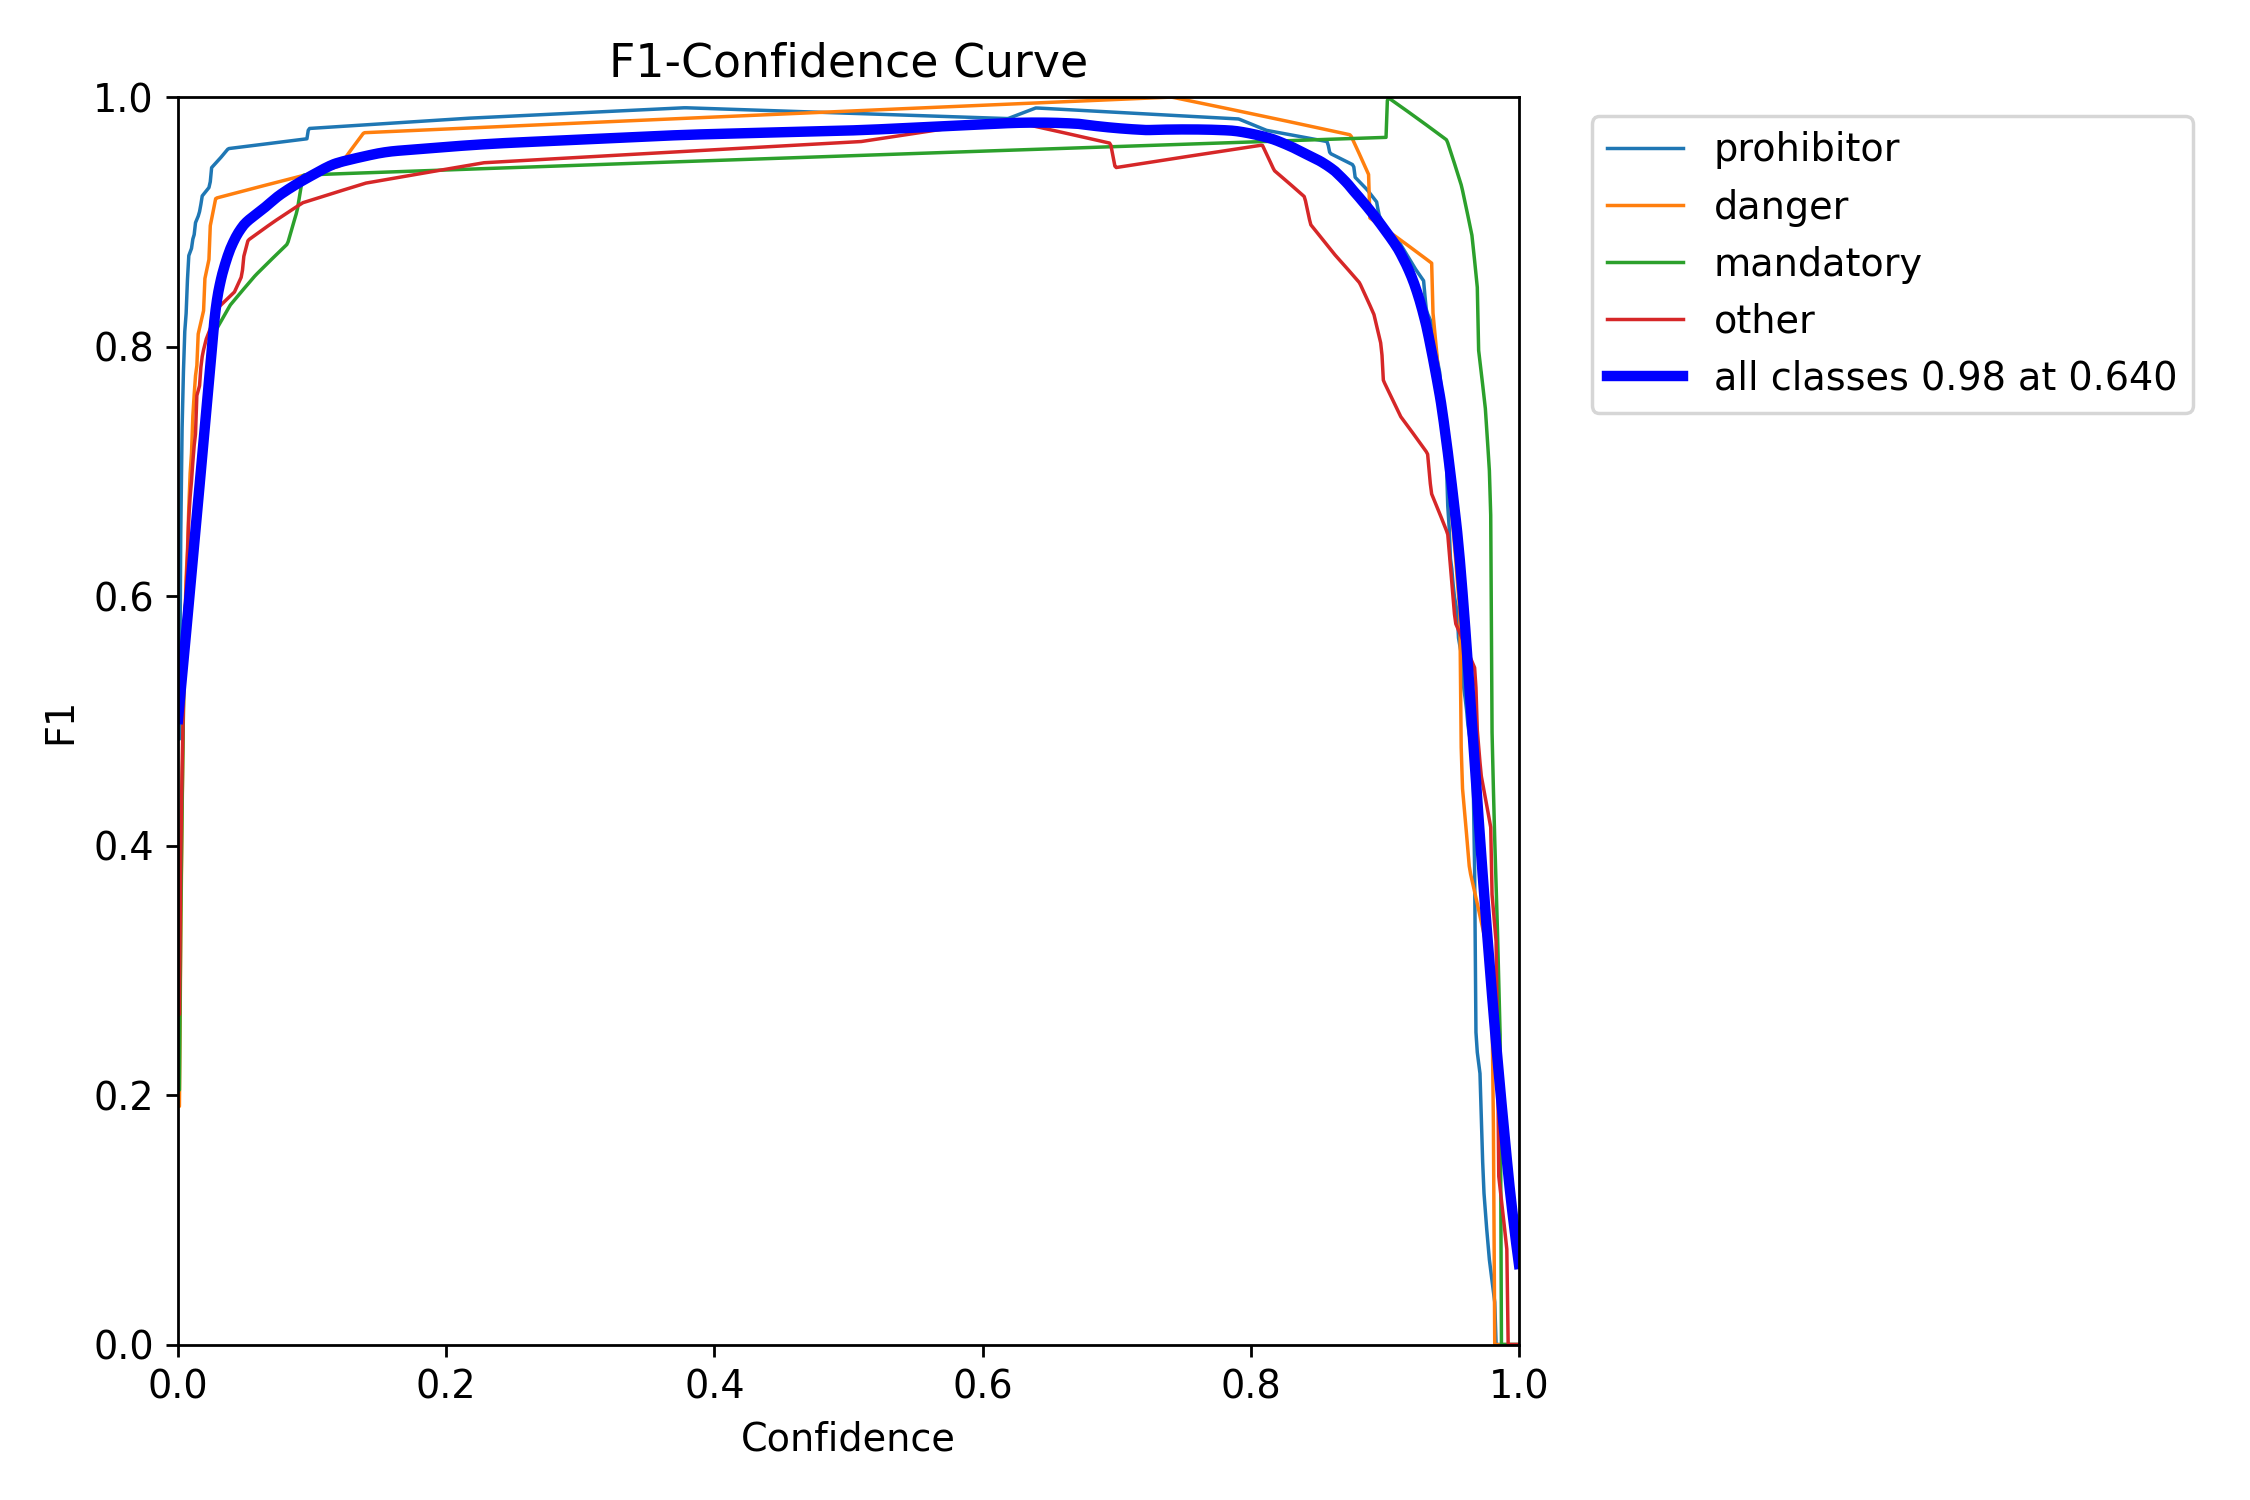 F1-Confidence Curve
1.0
0.8
0.6
0.4
0.2
0.0
F1
0.0 0.2 0.4 0.6 0.8 1.0
Confidence
prohibitor
danger
mandatory
other
all classes 0.98 at 0.640